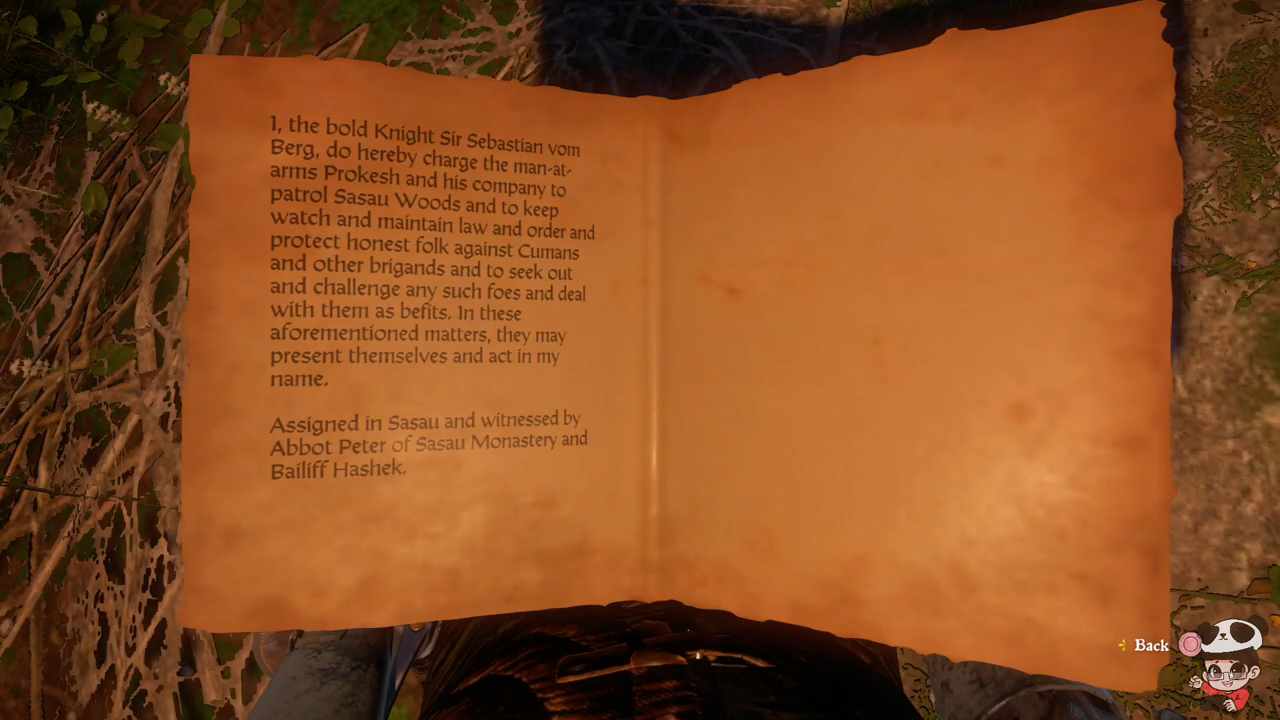 I, the bold Knight Sir Sebastian vom
Berg, do hereby charge the man-at-
arms Prokesh and his company to
patrol Sasau Woods and to keep
watch and maintain law and order and
protect honest folk against Cumans
and other brigands and to seek out
and challenge any such foes and deal
with them as befits. In these
aforementioned matters, they may
present themselves and act in my
name.
Assigned in Sasau and witnessed by
Abbot Peter of Sasau Monastery and
Bailiff Hashek.
Back